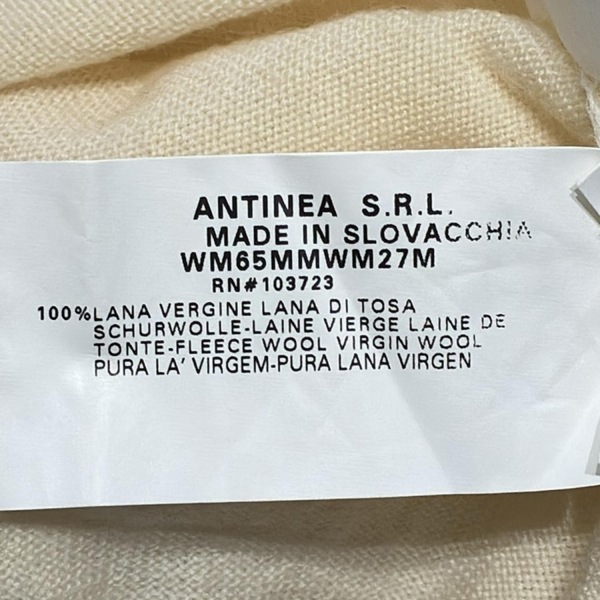 ANTINEA S.R.L.
MADE IN SLOVACCHIA
WM65MMWM27M
RN#103723
100%LANA VERGINE LANA DI TOSA
SCHURWOLLE-LAINE VIERGE LAINE DE
TONTE-FLEECE WOOL VIRGIN WOOL
PURA LA' VIRGEM-PURA LANA VIRGEN